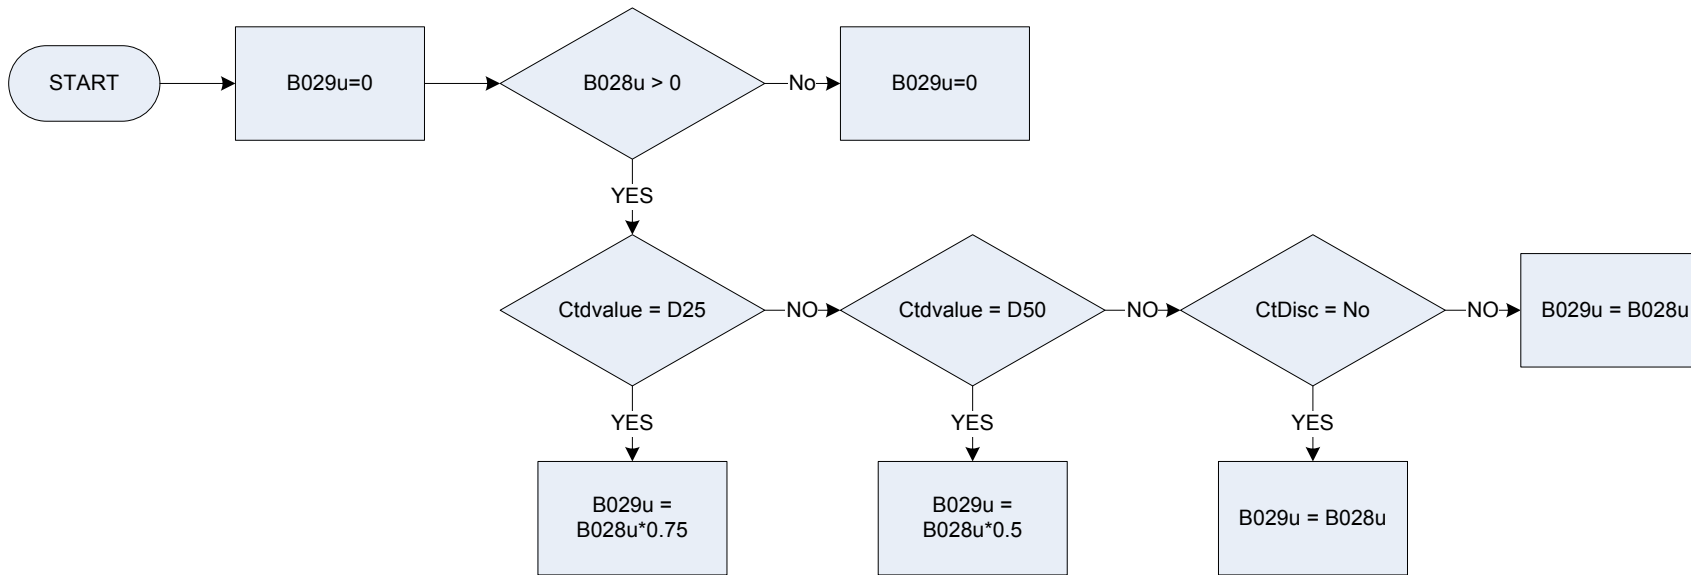 START
B029u=0
B028u > 0
No
B029u=0
YES
Ctdvalue = D25
NO
Ctdvalue = D50
NO
CtDisc = No
NO
B029u = B028u
YES
YES
YES
B029u =
B028u*0.75
B029u =
B028u*0.5
B029u = B028u